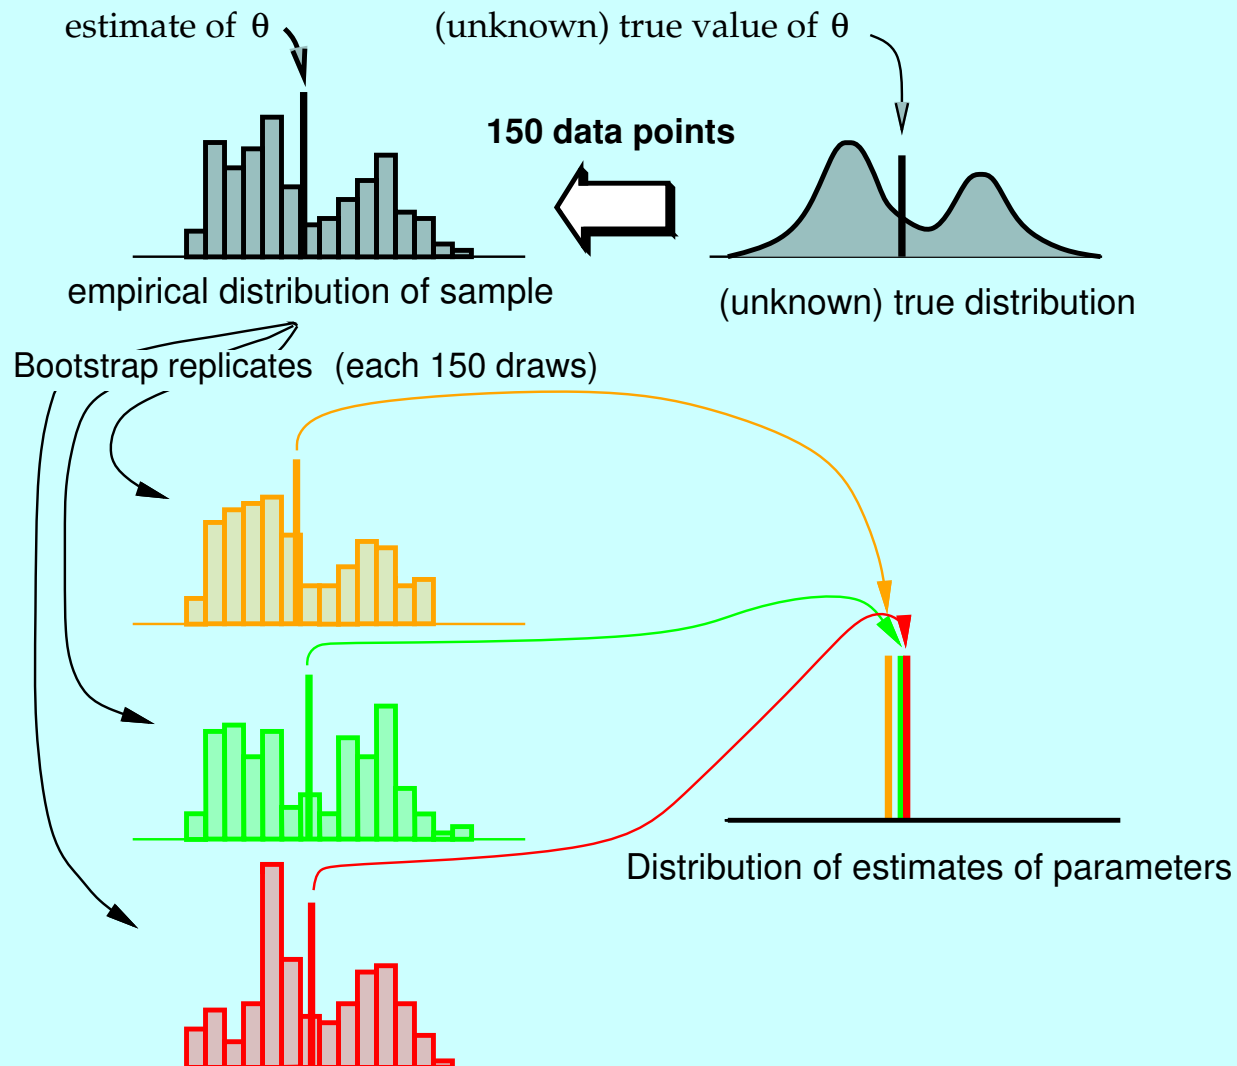 estimate of θ
(unknown) true value of θ
150 data points
empirical distribution of sample
(unknown) true distribution
Bootstrap replicates (each 150 draws)
Distribution of estimates of parameters